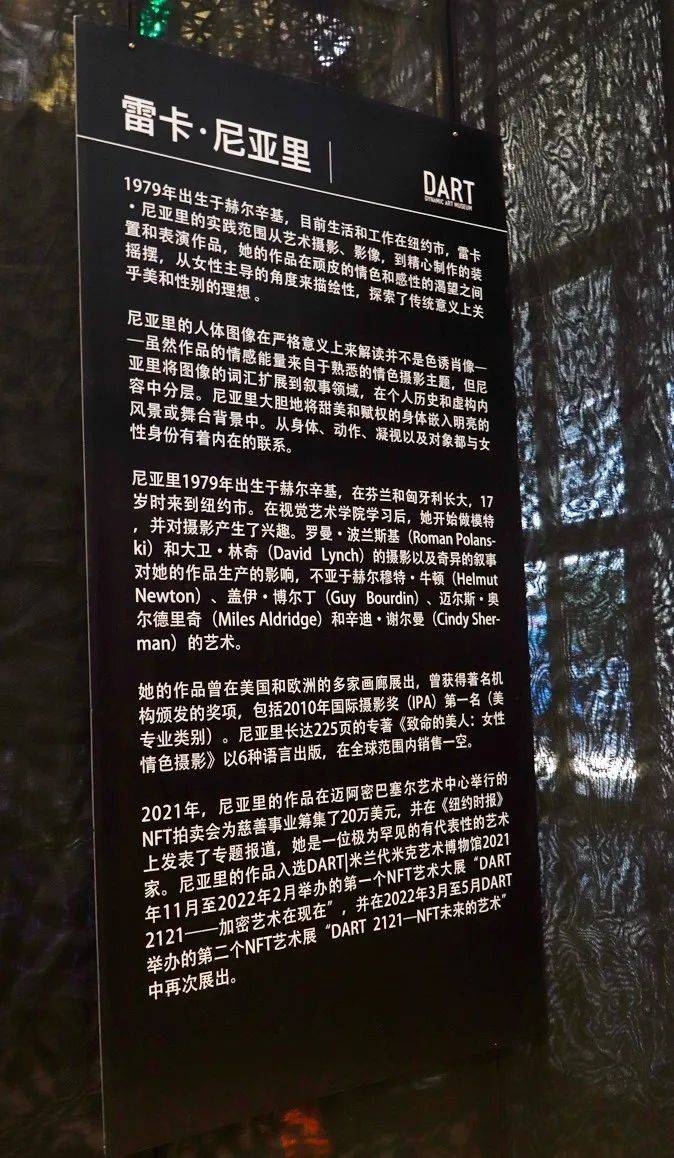 雷卡·尼亚里
DART
DYNAMIC ART MUSEUM
1979年出生于赫尔辛基，目前生活和工作在纽约市，雷卡
·尼亚里的实践范围从艺术摄影、影像，到精心制作的装
置和表演作品，她的作品在顽皮的情色和感性的渴望之间
摇摆，从女性主导的角度来描绘性，探索了传统意义上关
乎美和性别的理想。
尼亚里的人体图像在严格意义上来解读并不是色诱肖像—
—虽然作品的情感能量来自于熟悉的情色摄影主题，但尼
亚里将图像的词汇扩展到叙事领域，在个人历史和虚构内
容中分层。尼亚里大胆地将甜美和赋权的身体嵌入明亮的
风景或舞台背景中。从身体、动作、凝视以及对象都与女
性身份有着内在的联系。
尼亚里1979年出生于赫尔辛基，在芬兰和匈牙利长大，17
岁时来到纽约市。在视觉艺术学院学习后，她开始做模特
，并对摄影产生了兴趣。罗曼·波兰斯基（Roman Polans-
ki）和大卫·林奇（David Lynch）的摄影以及奇异的叙事
对她的作品生产的影响，不亚于赫尔穆特·牛顿（Helmut
Newton）、盖伊·博尔丁（Guy Bourdin）、迈尔斯·奥
尔德里奇（Miles Aldridge）和辛迪·谢尔曼（Cindy Sher-
man）的艺术。
她的作品曾在美国和欧洲的多家画廊展出，曾获得著名机
构颁发的奖项，包括2010年国际摄影奖（IPA）第一名（美
专业类别）。尼亚里长达225页的专著《致命的美人：女性
情色摄影》以6种语言出版，在全球范围内销售一空。
2021年，尼亚里的作品在迈阿密巴塞尔艺术中心举行的
NFT拍卖会为慈善事业筹集了20万美元，并在《纽约时报》
上发表了专题报道，她是一位极为罕见的有代表性的艺术
家。尼亚里的作品入选DART|米兰代米克艺术博物馆2021
年11月至2022年2月举办的第一个NFT艺术大展“DART
2121——加密艺术在现在”，并在2022年3月至5月DART
举办的第二个NFT艺术展“DART 2121—NFT未来的艺术”
中再次展出。